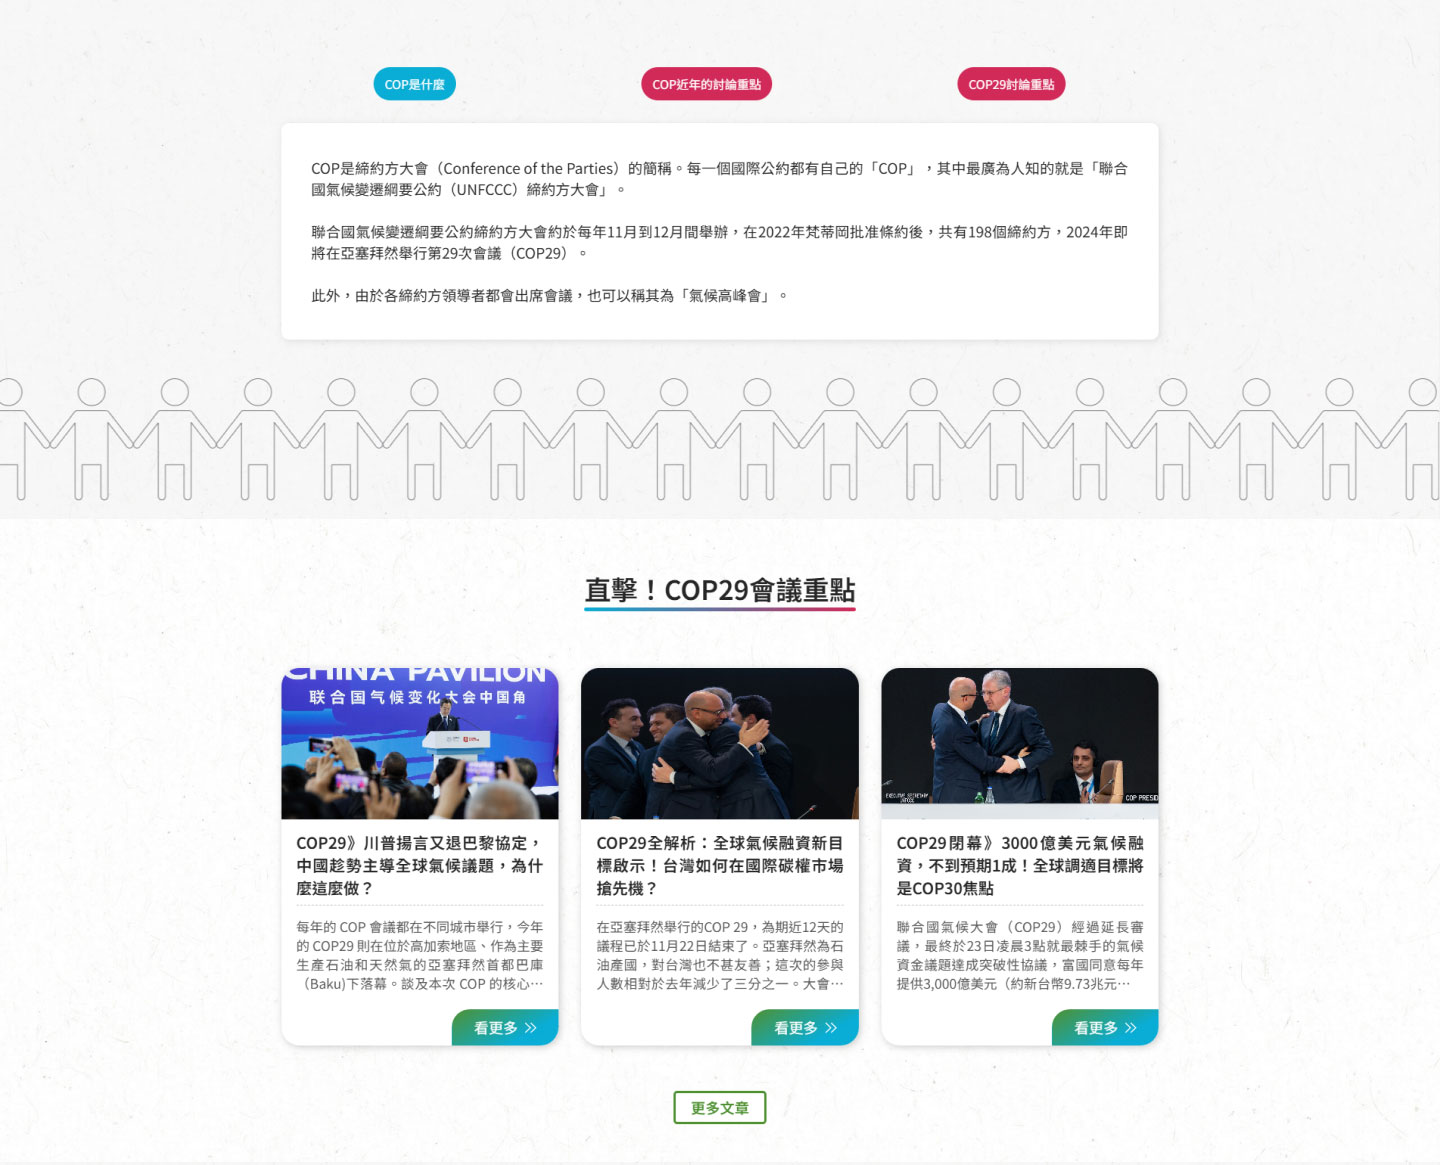 COP是什麼
COP近年的討論重點
COP29討論重點
COP是締約方大會（Conference of the Parties）的簡稱。每一個國際公約都有自己的「COP」，其中最廣為人知的就是「聯合
國氣候變遷綱要公約（UNFCCC）締約方大會」。
聯合國氣候變遷綱要公約締約方大會約於每年11月到12月間舉辦，在2022年梵蒂岡批准條約後，共有198個締約方，2024年即
將在亞塞拜然舉行第29次會議（COP29）。
此外，由於各締約方領導者都會出席會議，也可以稱其為「氣候高峰會」。
直擊！COP29會議重點
CHINA PAVILION
联合国气候变化大会中国角
COP29》川普揚言又退巴黎協定，
中國趁勢主導全球氣候議題，為什
麼這麼做？
每年的 COP 會議都在不同城市舉行，今年
的 COP29 則在位於高加索地區、作為主要
生產石油和天然氣的亞塞拜然首都巴庫
（Baku)下落幕。談及本次 COP 的核心…
看更多
COP29全解析：全球氣候融資新目
標啟示！台灣如何在國際碳權市場
搶先機？
在亞塞拜然舉行的COP 29，為期近12天的
議程已於11月22日結束了。亞塞拜然為石
油產國，對台灣也不甚友善；這次的參與
人數相對於去年減少了三分之一。大會…
看更多
EXECUTIVE SECRETARY
UNFCCC
COP PRESID
COP29閉幕》3000億美元氣候融
資，不到預期1成！全球調適目標將
是COP30焦點
聯合國氣候大會（COP29）經過延長審
議，最終於23日凌晨3點就最棘手的氣候
資金議題達成突破性協議，富國同意每年
提供3,000億美元（約新台幣9.73兆元…
看更多
更多文章